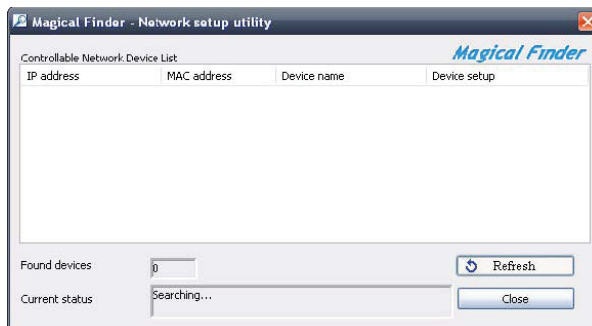 Magical Finder - Network setup utility
Controllable Network Device List
Magical Finder
IP address MAC address Device name Device setup
Found devices 0 Refresh
Current status Searching... Close